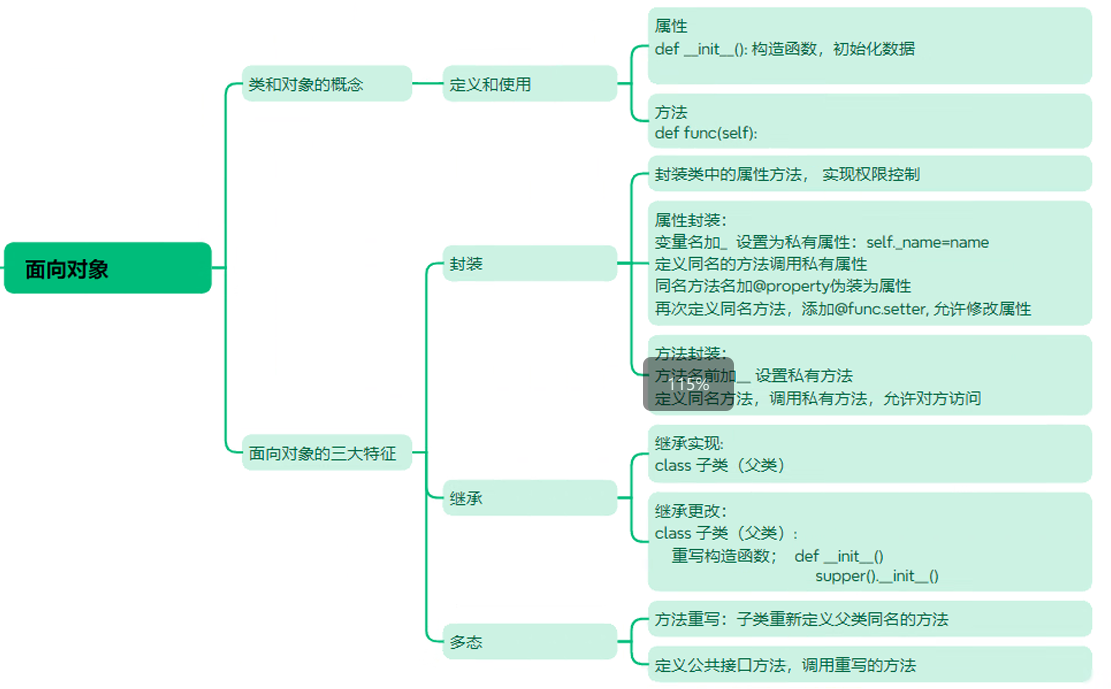 面向对象
类和对象的概念
定义和使用
属性
def __init__(): 构造函数，初始化数据
方法
def func(self):
面向对象的三大特征
封装
封装类中的属性方法， 实现权限控制
属性封装：
变量名加_ 设置为私有属性：self._name=name
定义同名的方法调用私有属性
同名方法名加@property伪装为属性
再次定义同名方法，添加@func.setter, 允许修改属性
方法封装：
方法名前加__ 设置私有方法
115%
定义同名方法，调用私有方法，允许对方访问
继承
继承实现:
class 子类（父类）
继承更改：
class 子类（父类）:
重写构造函数； def __init__()
supper().__init__()
多态
方法重写：子类重新定义父类同名的方法
定义公共接口方法，调用重写的方法